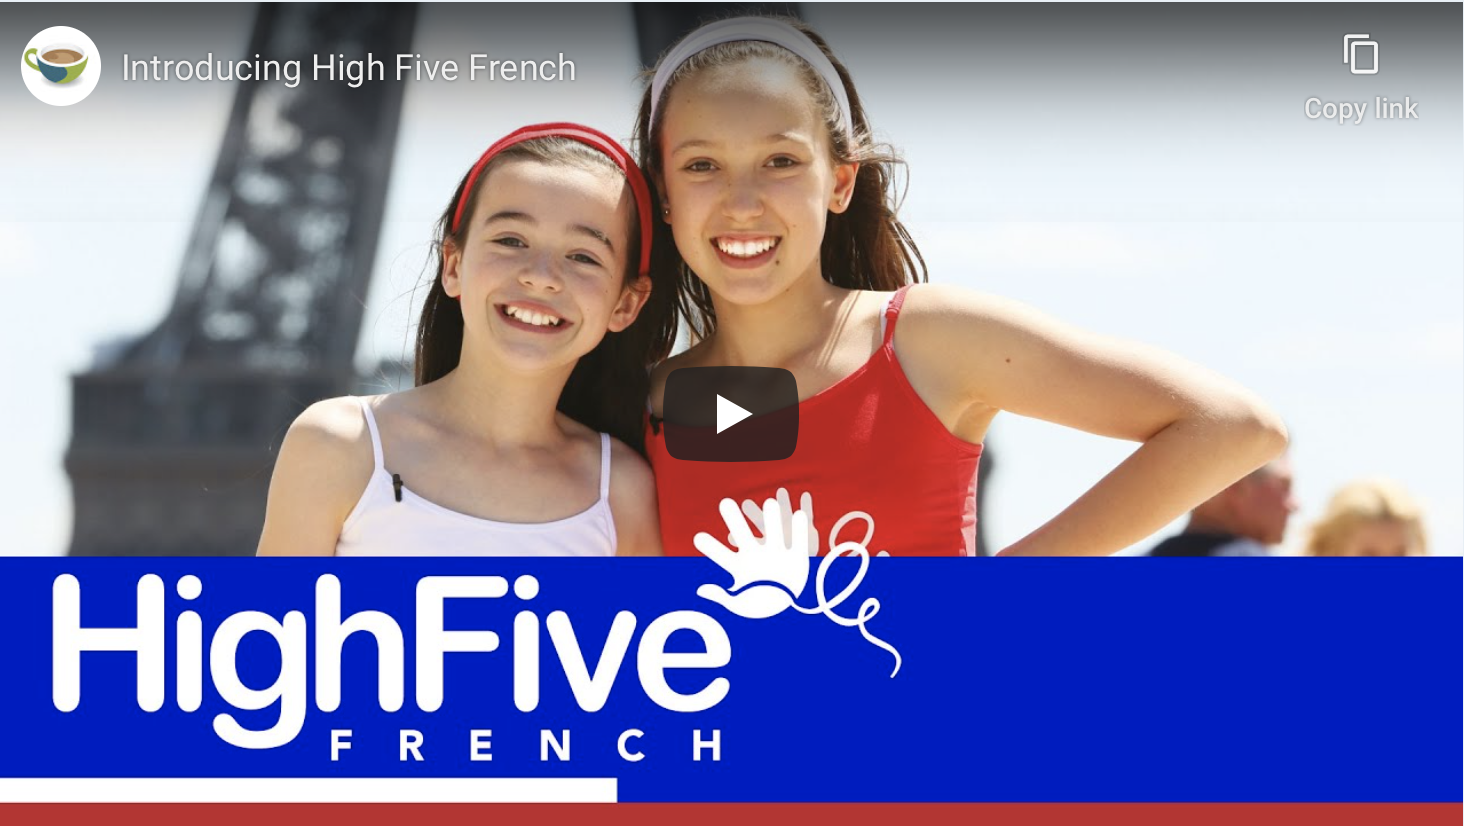 Introducing High Five French
Copy link
HighFive
FRENCH